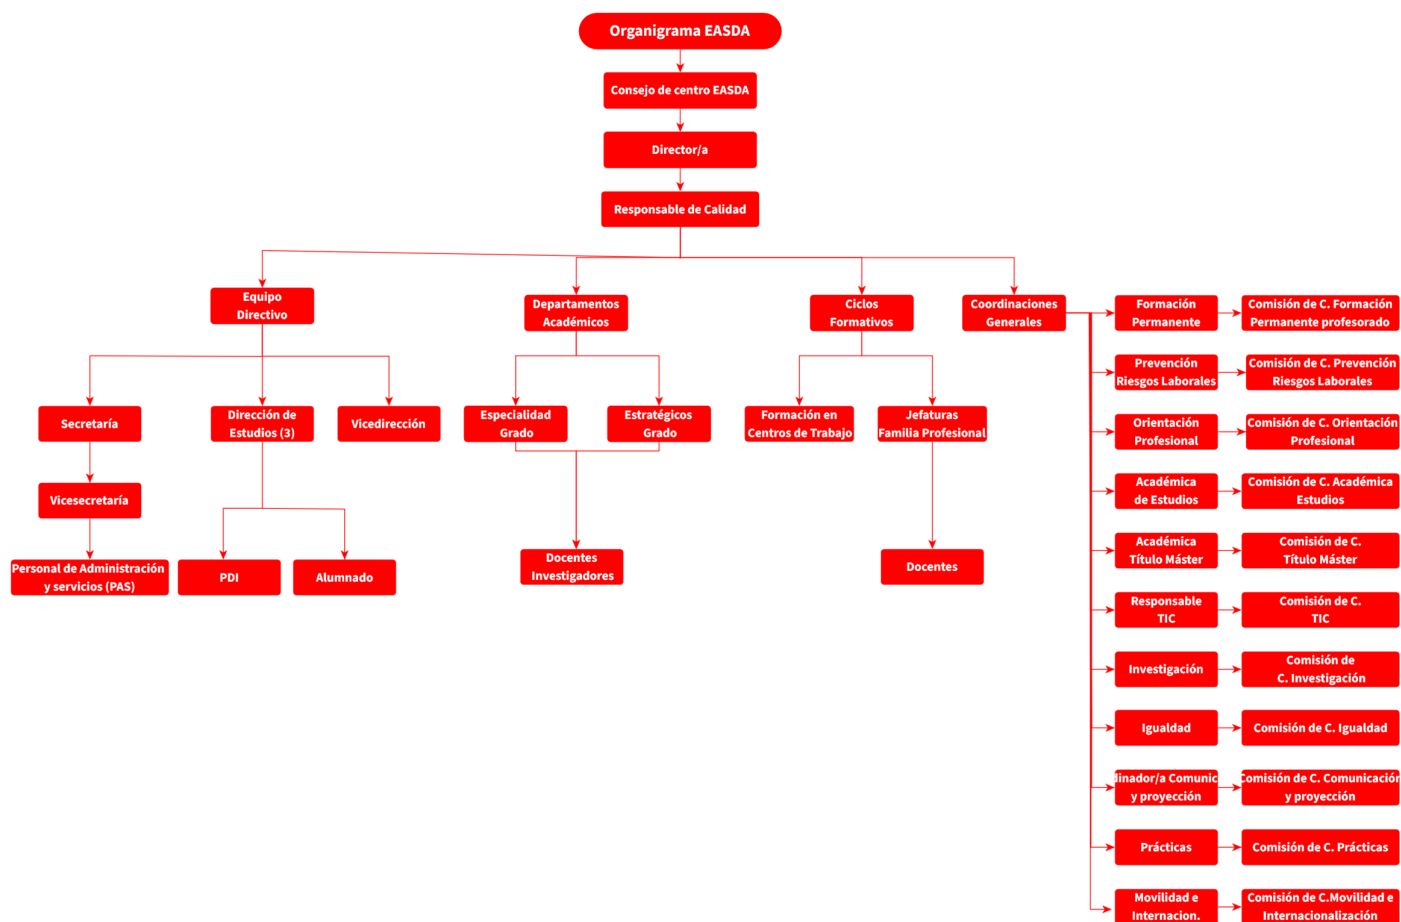 Organigrama EASDA
Consejo de centro EASDA
Director/a
Responsable de Calidad
Equipo
Directivo
Departamentos
Académicos
Ciclos
Formativos
Coordinaciones
Generales
Secretaría
Dirección de
Estudios (3)
Vicedirección
Especialidad
Grado
Estratégicos
Grado
Formación en
Centros de Trabajo
Jefaturas
Familia Profesional
Vicesecretaría
Personal de Administración
y servicios (PAS)
PDI
Alumnado
Docentes
Investigadores
Docentes
Formación
Permanente
Comisión de C. Formación
Permanente profesorado
Prevención
Riesgos Laborales
Comisión de C. Prevención
Riesgos Laborales
Orientación
Profesional
Comisión de C. Orientación
Profesional
Académica
de Estudios
Comisión de C. Académica
Estudios
Académica
Título Máster
Comisión de C.
Título Máster
Responsable
TIC
Comisión de C.
TIC
Investigación
Comisión de
C. Investigación
Igualdad
Comisión de C. Igualdad
y proyección
Comisión de C. Comunicación
y proyección
Prácticas
Comisión de C. Prácticas
Movilidad e
Internacion.
Comisión de C.Movilidad e
Internacionalización